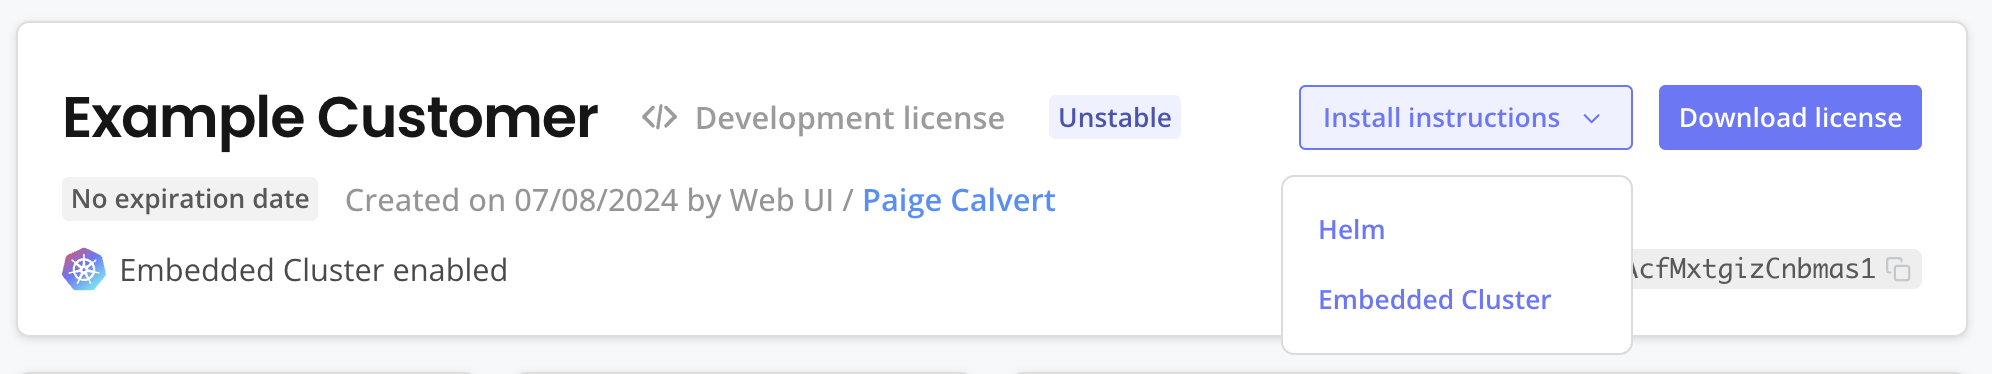 Example Customer </> Development license Unstable Install instructions Download license
No expiration date Created on 07/08/2024 by Web UI / Paige Calvert
Helm
Embedded Cluster enabled cfMxtgizCnbmas1
Embedded Cluster